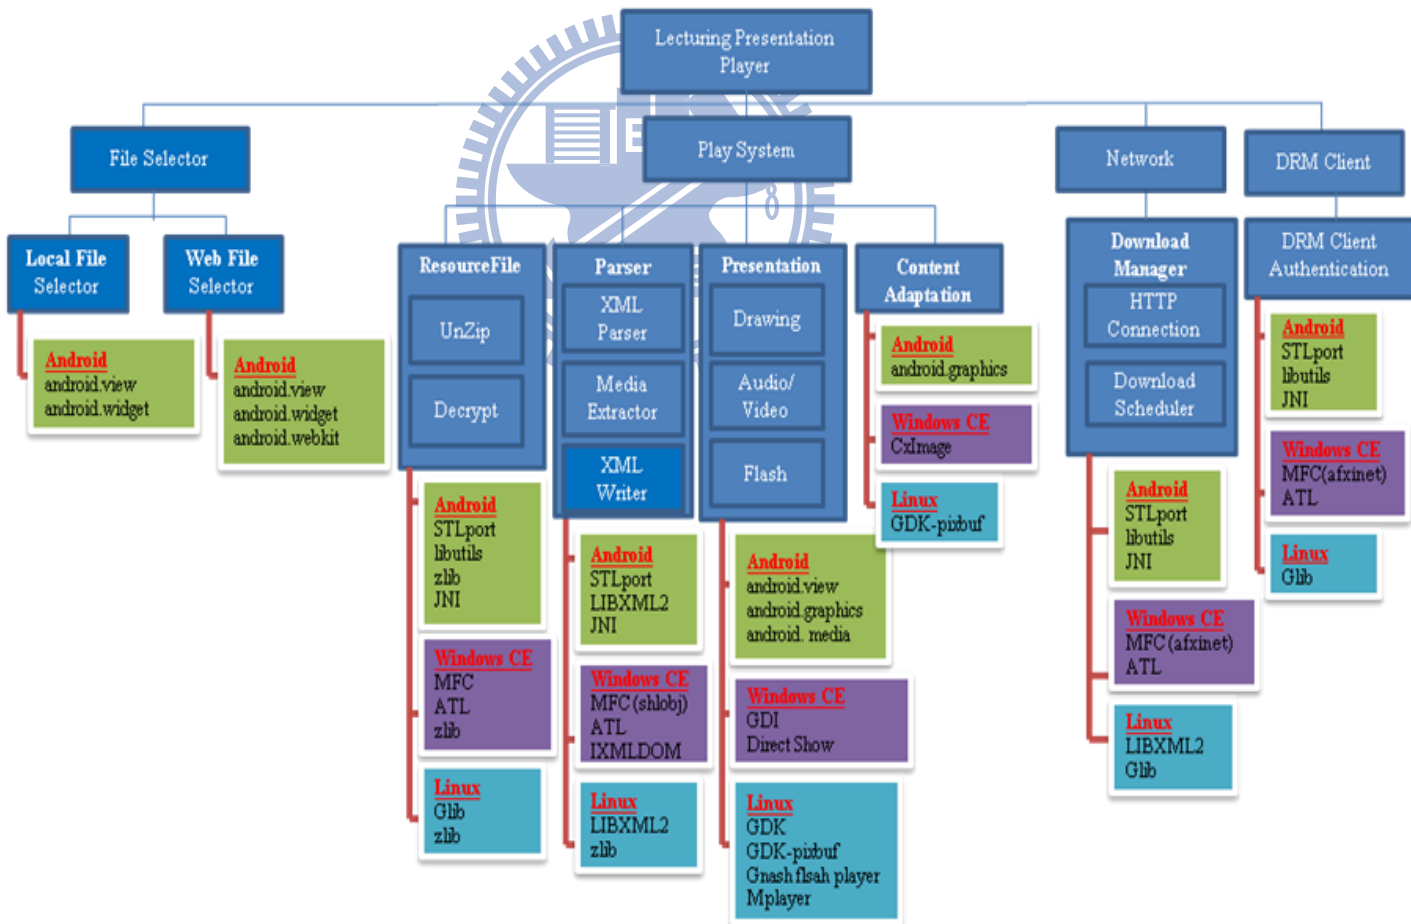 Lecturing Presentation
Player
File Selector
Play System
Network
DRM Client
Local File
Selector
Web File
Selector
Android
android.view
android.widget
Android
android.view
android.widget
android.webkit
ResourceFile
UnZip
Decrypt
Android
STLport
libutils
zlib
JNI
Windows CE
MFC
ATL
zlib
Linux
Glib
zlib
Parser
XML
Parser
Media
Extractor
XML
Writer
Android
STLport
LIBXML2
JNI
Windows CE
MFC (shlobj)
ATL
IXMLDOM
Linux
LIBXML2
zlib
Presentation
Drawing
Audio/
Video
Flash
Android
android.view
android.graphics
android. media
Windows CE
GDI
Direct Show
Linux
GDK
GDK-pixbuf
Gnash flsah player
Mplayer
Content
Adaptation
Android
android.graphics
Windows CE
CxImage
Linux
GDK-pixbuf
Download
Manager
HTTP
Connection
Download
Scheduler
Android
STLport
libutils
JNI
Windows CE
MFC (afxinet)
ATL
Linux
LIBXML2
Glib
DRM Client
Authentication
Android
STLport
libutils
JNI
Windows CE
MFC(afxinet)
ATL
Linux
Glib